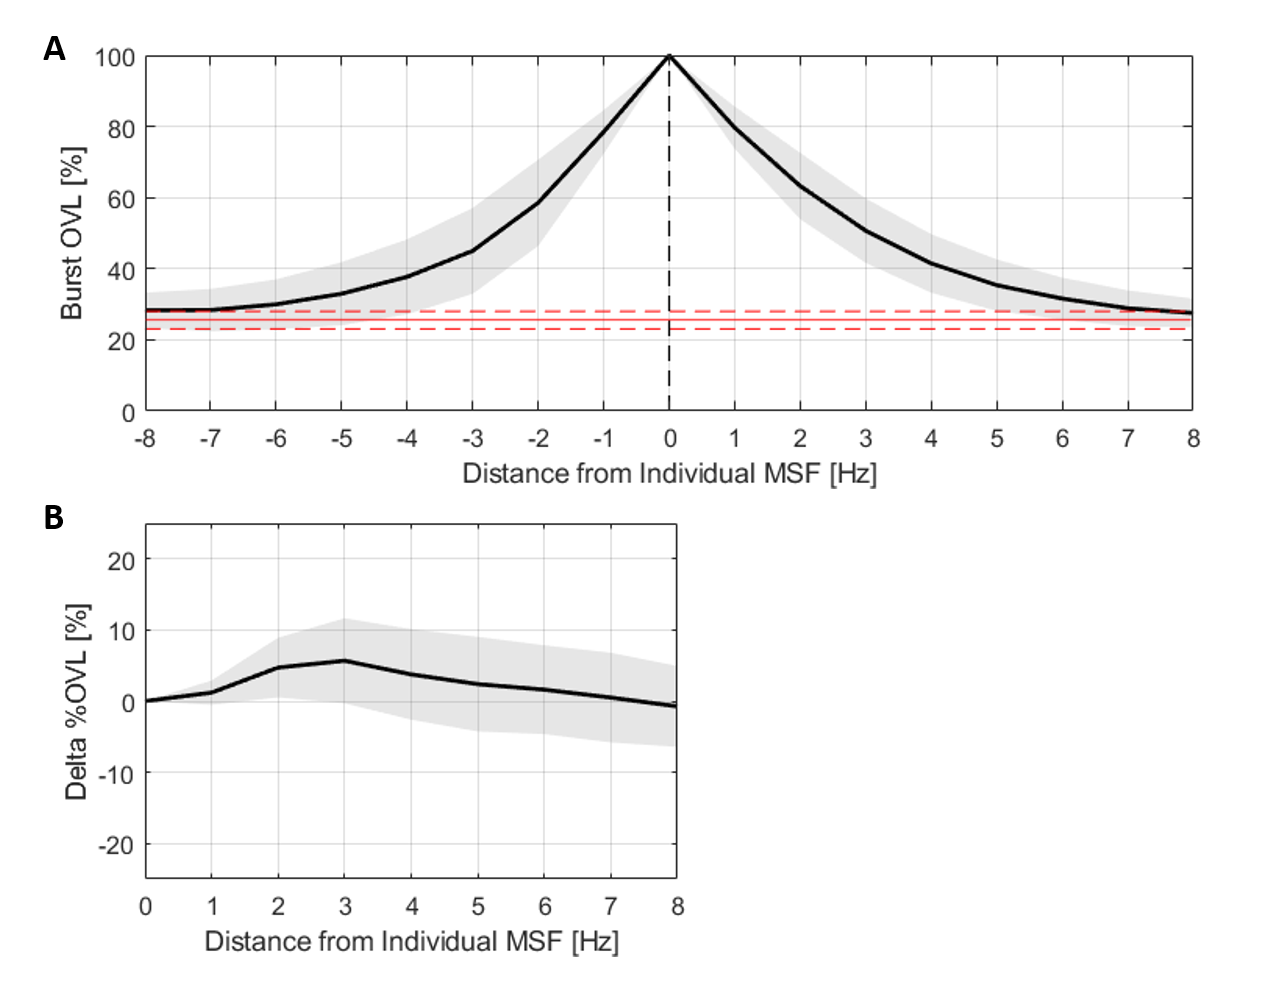 A
100
80
60
40
20
0
Burst OVL [%]
-8 -7 -6 -5 -4 -3 -2 -1 0 1 2 3 4 5 6 7 8
Distance from Individual MSF [Hz]
B
20
10
0
-10
-20
Delta %OVL [%]
0 1 2 3 4 5 6 7 8
Distance from Individual MSF [Hz]